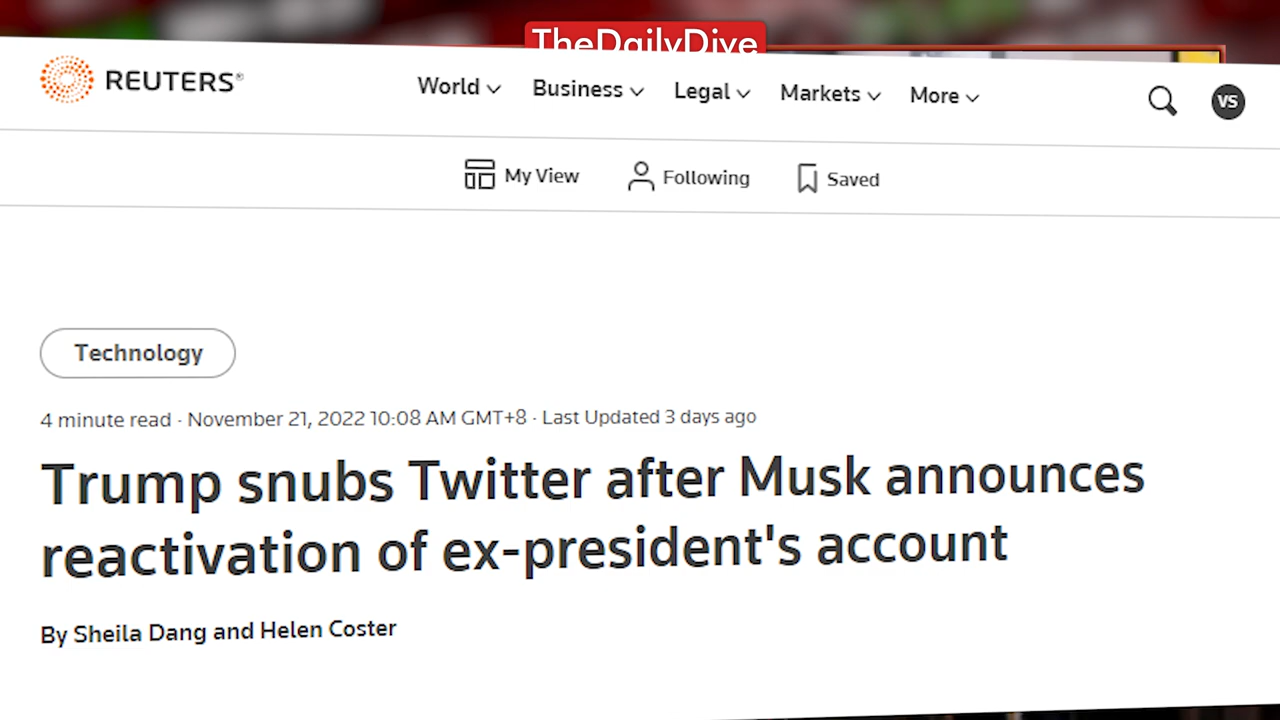 TheDailyDive
REUTERS®
World Business Legal Markets More
VS
My View Following Saved
Technology
4 minute read · November 21, 2022 10:08 AM GMT+8 · Last Updated 3 days ago
Trump snubs Twitter after Musk announces
reactivation of ex-president's account
By Sheila Dang and Helen Coster